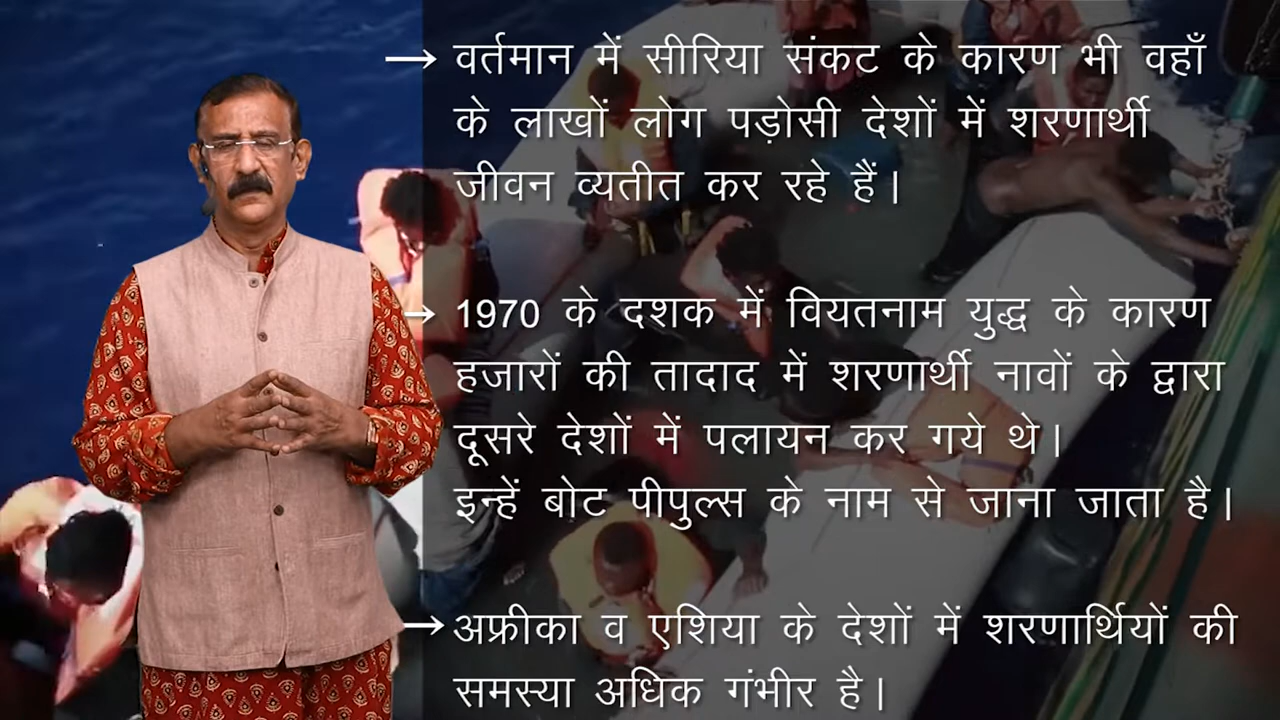 → वर्तमान में सीरिया संकट के कारण भी वहाँ
के लाखों लोग पड़ोसी देशों में शरणार्थी
जीवन व्यतीत कर रहे हैं।
→ 1970 के दशक में वियतनाम युद्ध के कारण
हजारों की तादाद में शरणार्थी नावों के द्वारा
दूसरे देशों में पलायन कर गये थे।
इन्हें बोट पीपुल्स के नाम से जाना जाता है।
→ अफ्रीका व एशिया के देशों में शरणार्थियों की
समस्या अधिक गंभीर है।